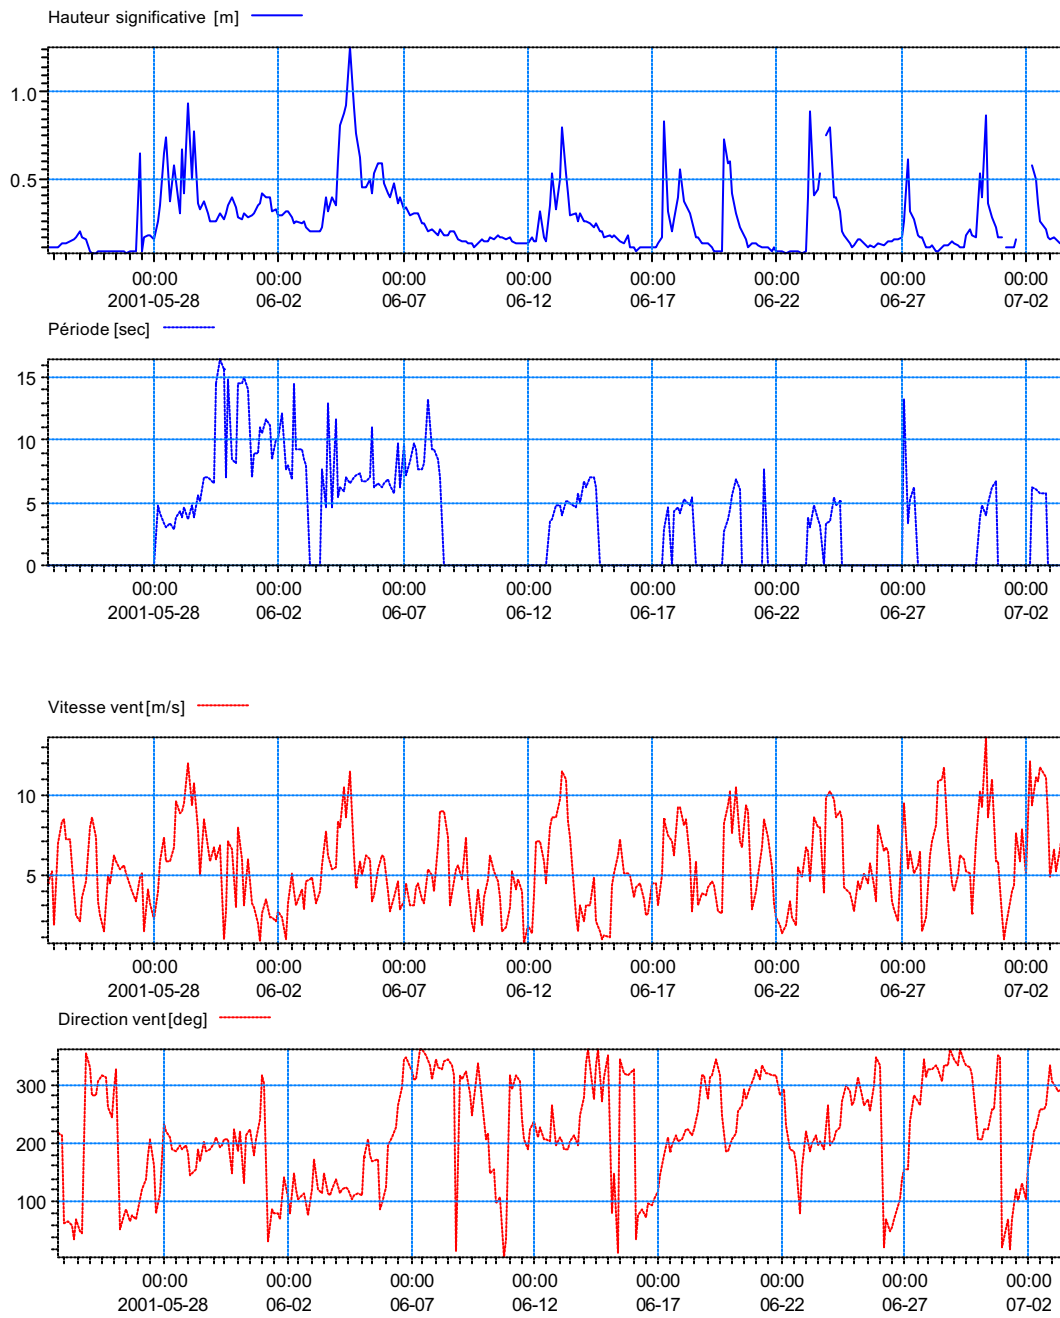 Hauteur significative [m]
1.0
0.5
00:00 00:00 00:00 00:00 00:00 00:00 00:00 00:00
2001-05-28 06-02 06-07 06-12 06-17 06-22 06-27 07-02
Période [sec]
15
10
5
0
00:00 00:00 00:00 00:00 00:00 00:00 00:00 00:00
2001-05-28 06-02 06-07 06-12 06-17 06-22 06-27 07-02
Vitesse vent [m/s]
10
5
00:00 00:00 00:00 00:00 00:00 00:00 00:00 00:00
2001-05-28 06-02 06-07 06-12 06-17 06-22 06-27 07-02
Direction vent [deg]
300
200
100
00:00 00:00 00:00 00:00 00:00 00:00 00:00 00:00
2001-05-28 06-02 06-07 06-12 06-17 06-22 06-27 07-02